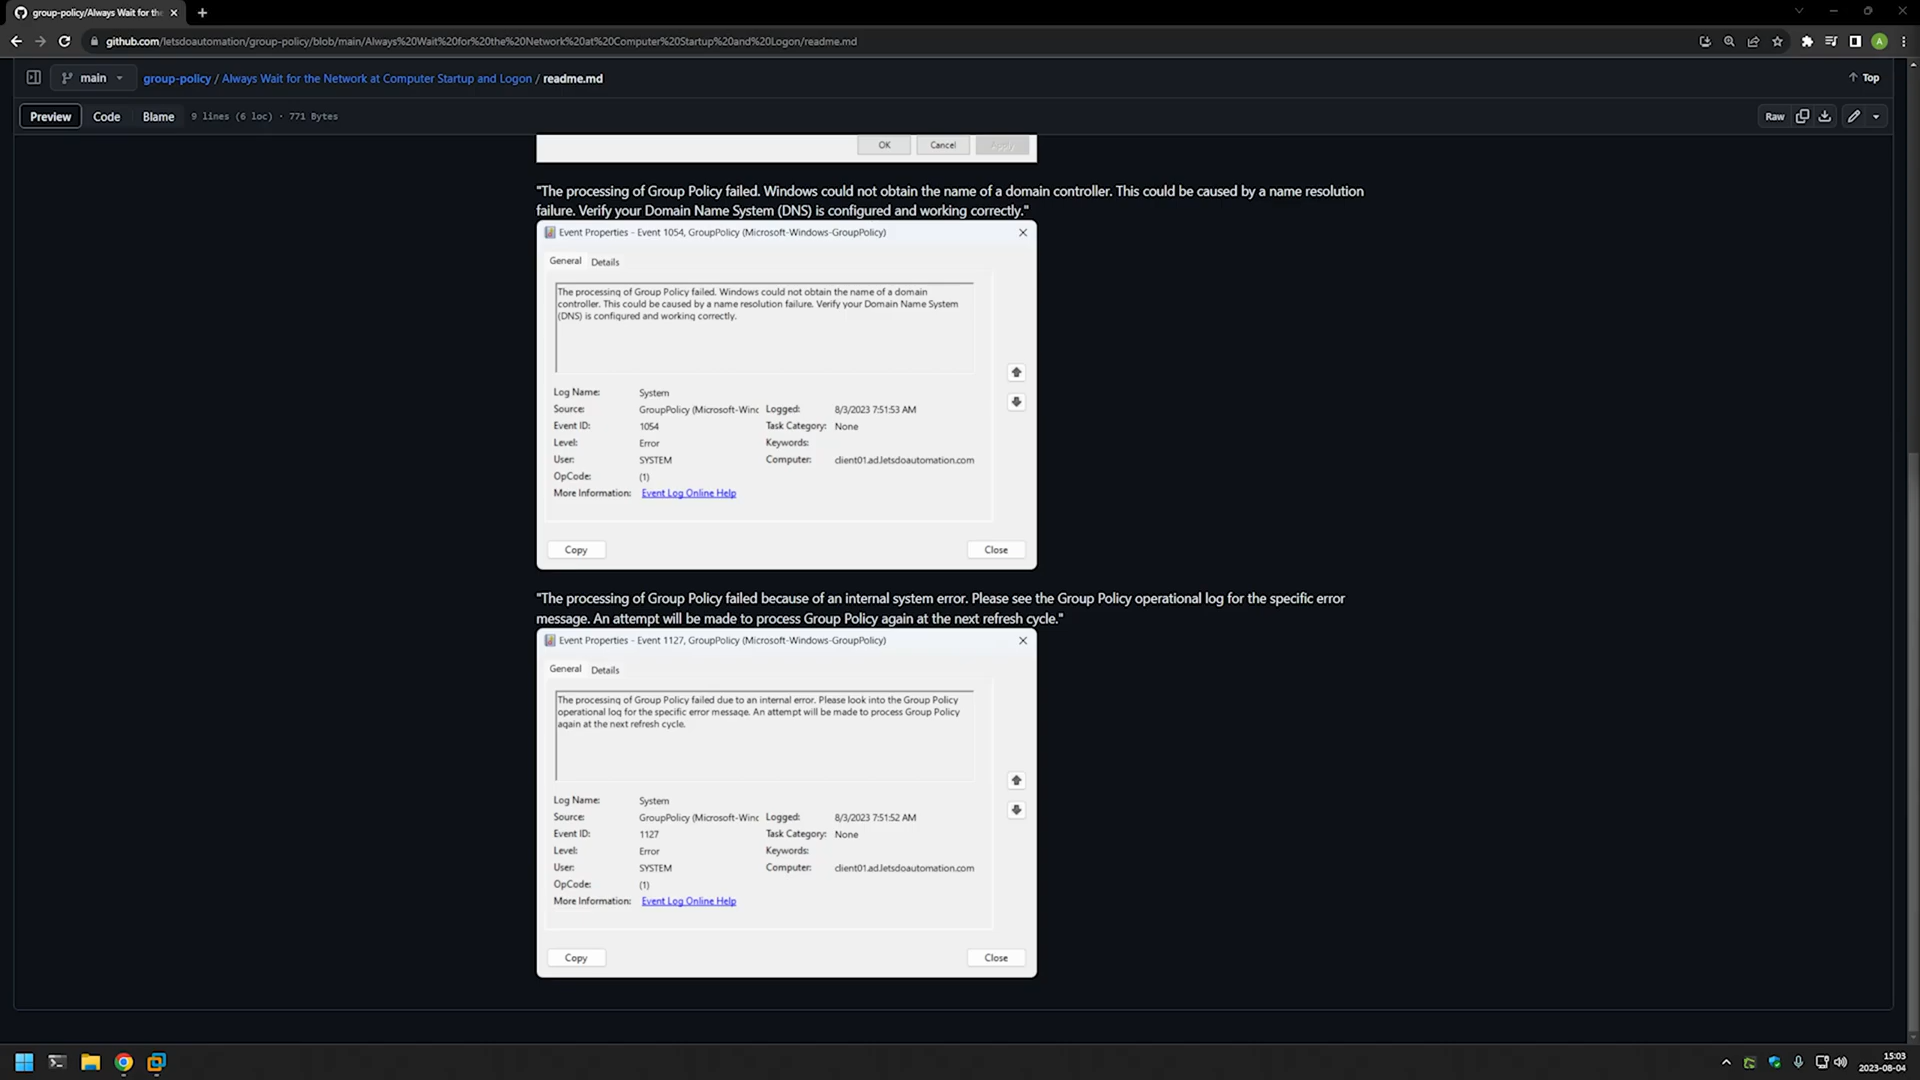 group-policy/Always Wait for the
github.com/letsdoautomation/group-policy/blob/main/Always%20Wait%20for%20the%20Network%20at%20Computer%20Startup%20and%20Logon/readme.md
main
group-policy / Always Wait for the Network at Computer Startup and Logon / readme.md
Top
Preview
Code
Blame
9 lines (6 loc) · 771 Bytes
Raw
OK
Cancel
Apply
"The processing of Group Policy failed. Windows could not obtain the name of a domain controller. This could be caused by a name resolution
failure. Verify your Domain Name System (DNS) is configured and working correctly."
Event Properties - Event 1054, GroupPolicy (Microsoft-Windows-GroupPolicy)
General Details
The processing of Group Policy failed. Windows could not obtain the name of a domain
controller. This could be caused by a name resolution failure. Verify your Domain Name System
(DNS) is configured and working correctly.
Log Name: System
Source: GroupPolicy (Microsoft-Winc Logged: 8/3/2023 7:51:53 AM
Event ID: 1054 Task Category: None
Level: Error Keywords:
User: SYSTEM Computer: client01.ad.letsdoautomation.com
OpCode: (1)
More Information: Event Log Online Help
Copy
Close
"The processing of Group Policy failed because of an internal system error. Please see the Group Policy operational log for the specific error
message. An attempt will be made to process Group Policy again at the next refresh cycle."
Event Properties - Event 1127, GroupPolicy (Microsoft-Windows-GroupPolicy)
General Details
The processing of Group Policy failed due to an internal error. Please look into the Group Policy
operational log for the specific error message. An attempt will be made to process Group Policy
again at the next refresh cycle.
Log Name: System
Source: GroupPolicy (Microsoft-Winc Logged: 8/3/2023 7:51:52 AM
Event ID: 1127 Task Category: None
Level: Error Keywords:
User: SYSTEM Computer: client01.ad.letsdoautomation.com
OpCode: (1)
More Information: Event Log Online Help
Copy
Close
15:03
2023-08-04
A